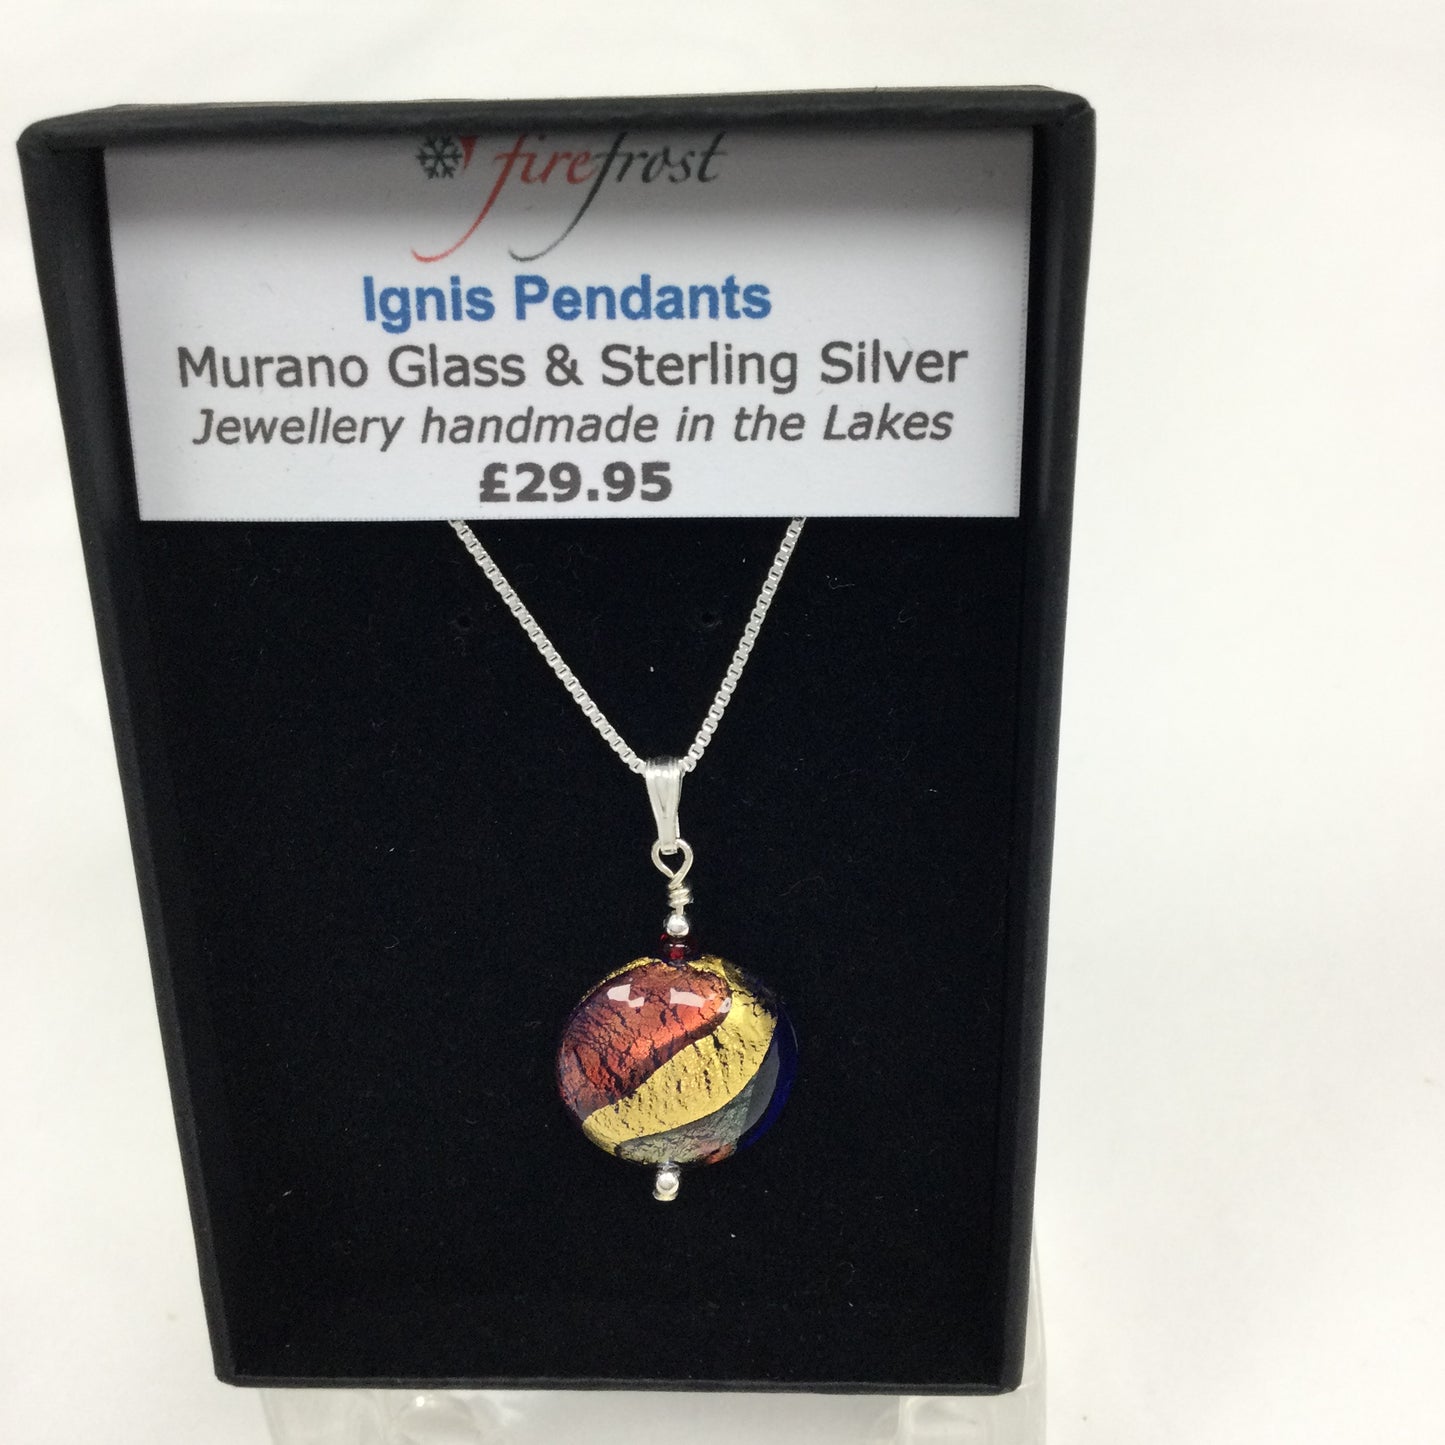 firefrost
Ignis Pendants
Murano Glass & Sterling Silver
Jewellery handmade in the Lakes
£29.95